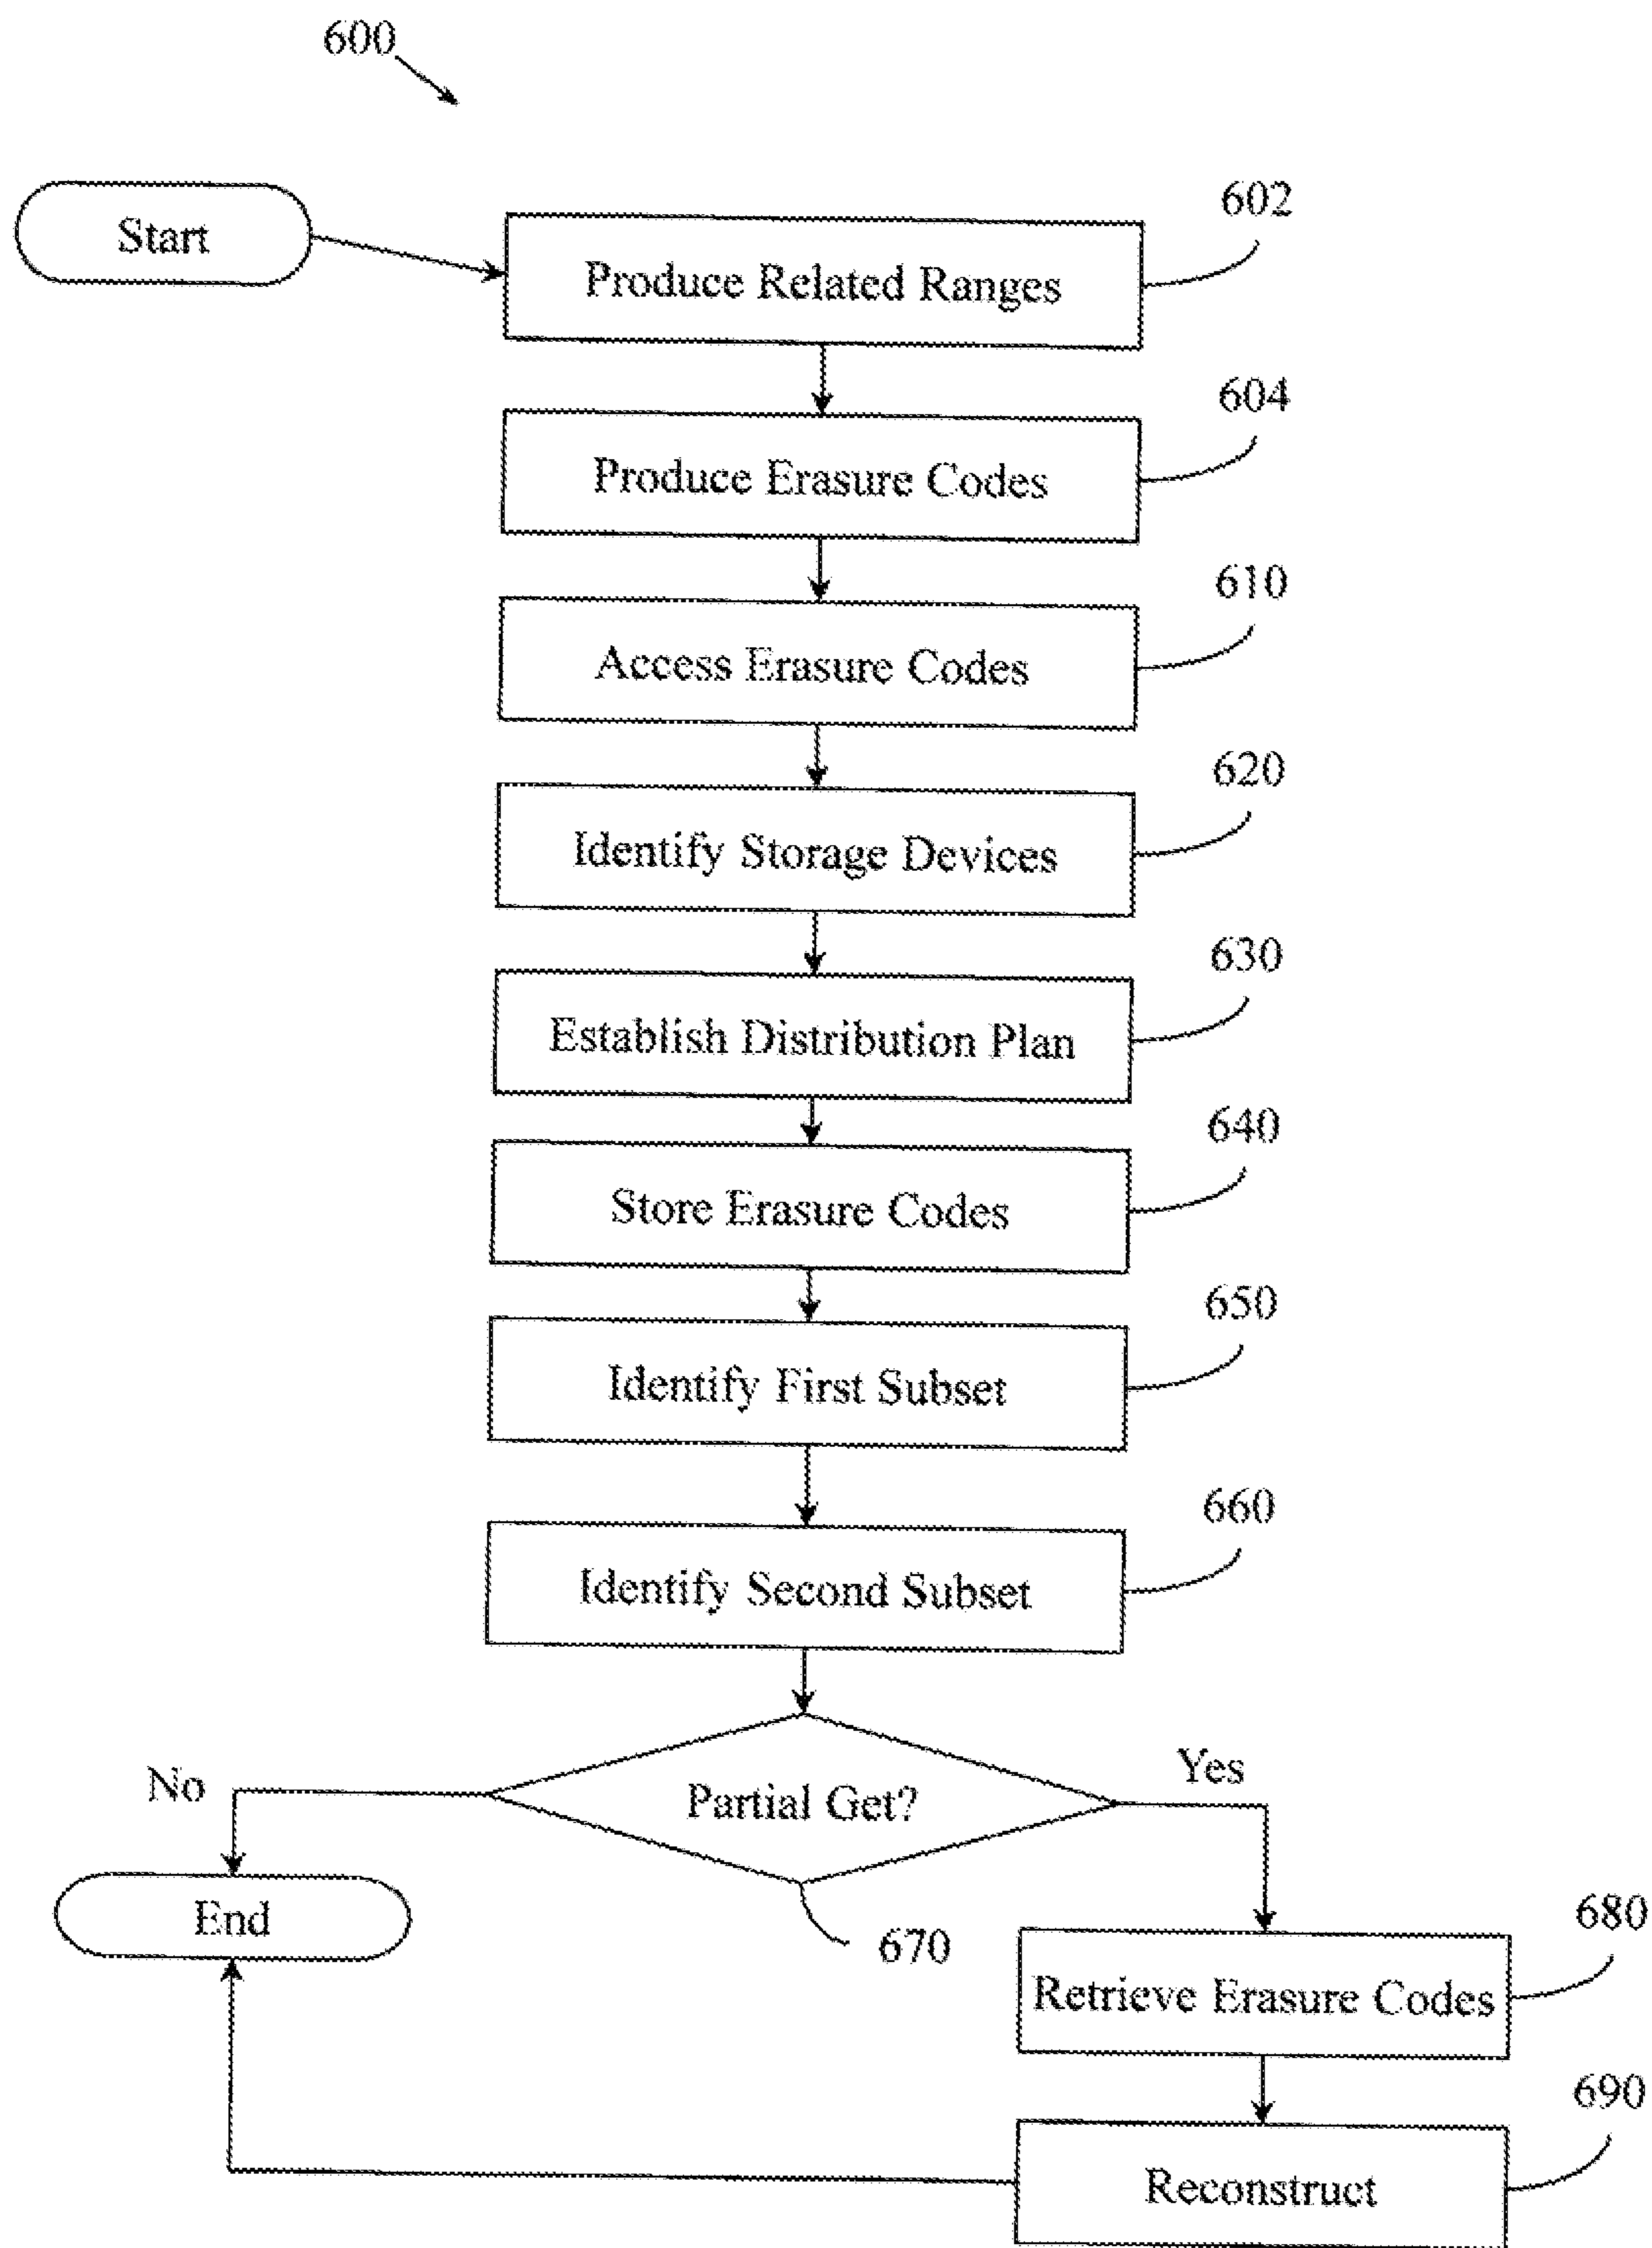 600
Start
602
Produce Related Ranges
604
Produce Erasure Codes
610
Access Erasure Codes
620
Identify Storage Devices
630
Establish Distribution Plan
640
Store Erasure Codes
650
Identify First Subset
660
Identify Second Subset
No
Partial Get?
Yes
End
670
680
Retrieve Erasure Codes
690
Reconstruct